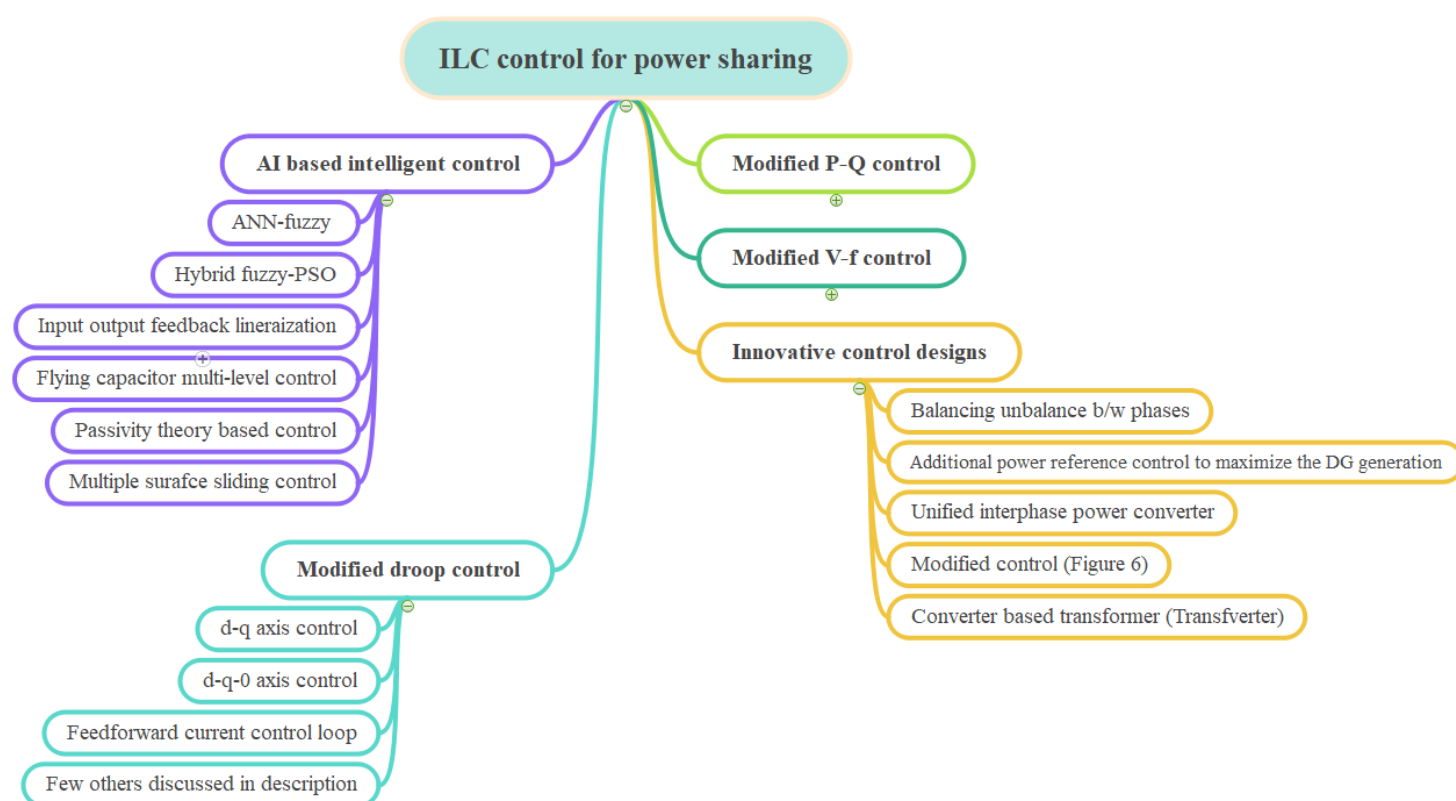 ILC control for power sharing
AI based intelligent control
ANN-fuzzy
Hybrid fuzzy-PSO
Input output feedback lineraization
Flying capacitor multi-level control
Passivity theory based control
Multiple surafce sliding control
Modified droop control
d-q axis control
d-q-0 axis control
Feedforward current control loop
Few others discussed in description
Modified P-Q control
Modified V-f control
Innovative control designs
Balancing unbalance b/w phases
Additional power reference control to maximize the DG generation
Unified interphase power converter
Modified control (Figure 6)
Converter based transformer (Transfverter)